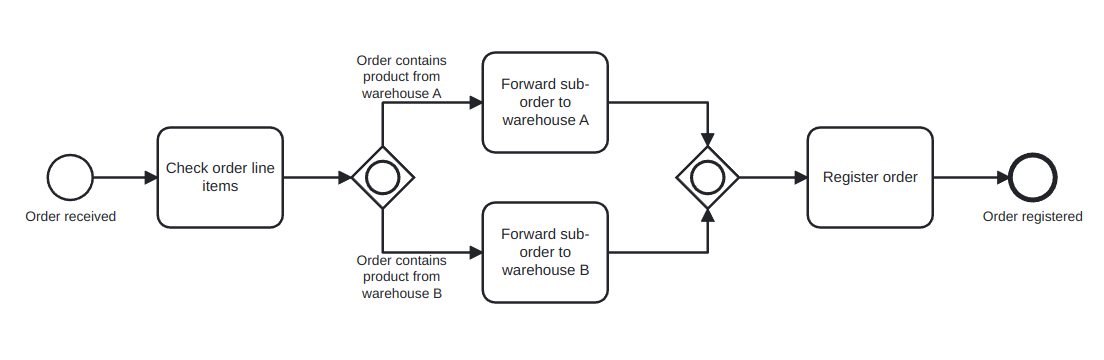 Order received
Check order line
items
Order contains
product from
warehouse A
Forward sub-
order to
warehouse A
Order contains
product from
warehouse B
Forward sub-
order to
warehouse B
Register order
Order registered